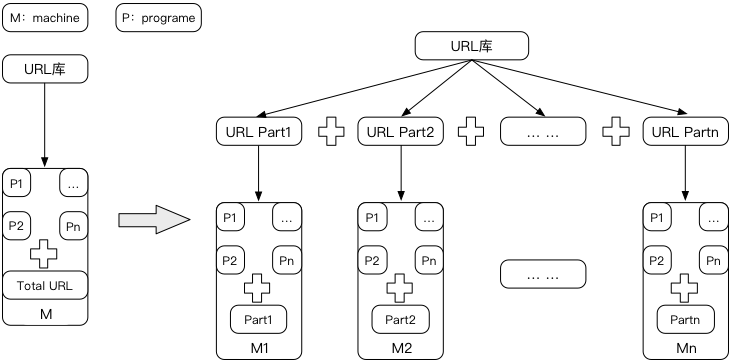 M：machine
P：programe
URL库
P1
…
P2
Pn
Total URL
M
URL库
URL Part1
URL Part2
… …
URL Partn
P1
…
P2
Pn
Part1
M1
P1
…
P2
Pn
Part2
M2
… …
P1
…
P2
Pn
Partn
Mn